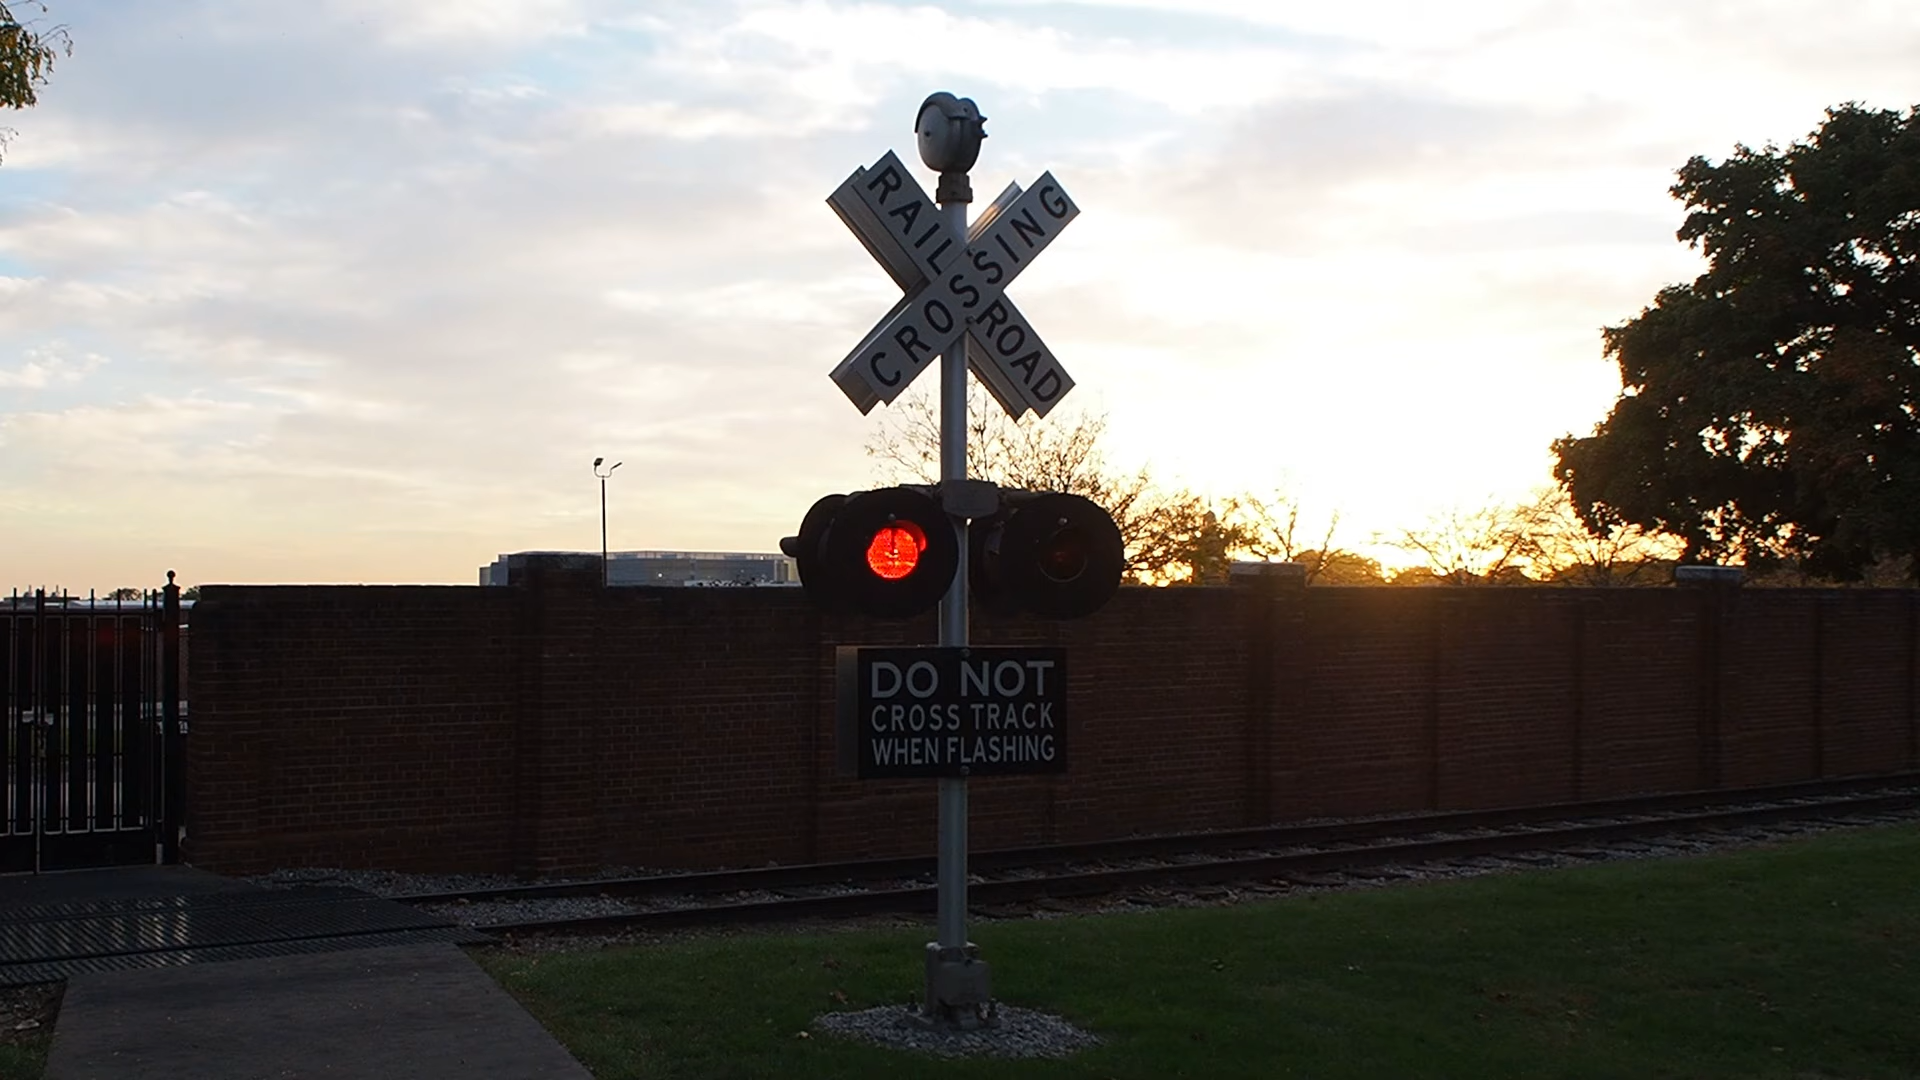 RAILROAD
CROSSING
DO NOT
CROSS TRACK
WHEN FLASHING